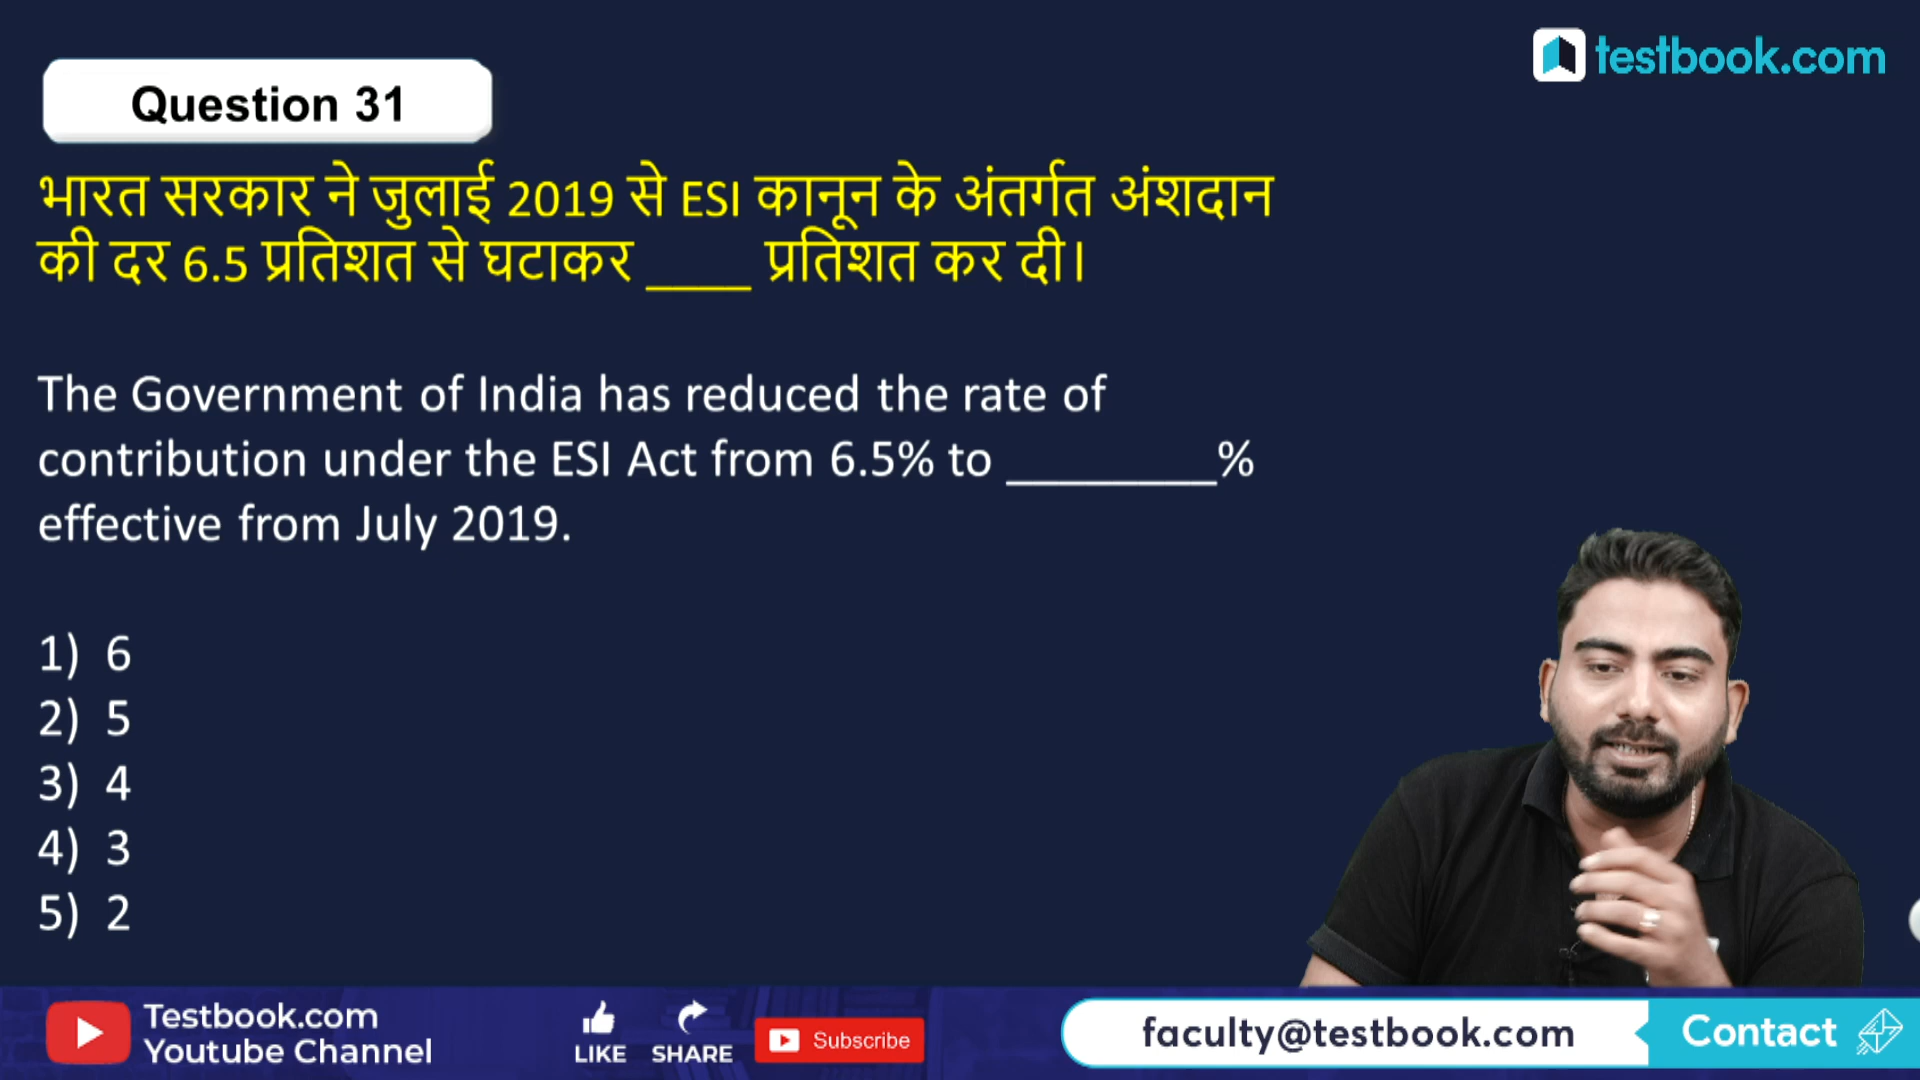 testbook.com
Question 31
भारत सरकार ने जुलाई 2019 से ESI कानून के अंतर्गत अंशदान
की दर 6.5 प्रतिशत से घटाकर ____ प्रतिशत कर दी।
The Government of India has reduced the rate of
contribution under the ESI Act from 6.5% to ________%
effective from July 2019.
1) 6
2) 5
3) 4
4) 3
5) 2
Testbook.com
Youtube Channel
LIKE SHARE Subscribe
faculty@testbook.com Contact